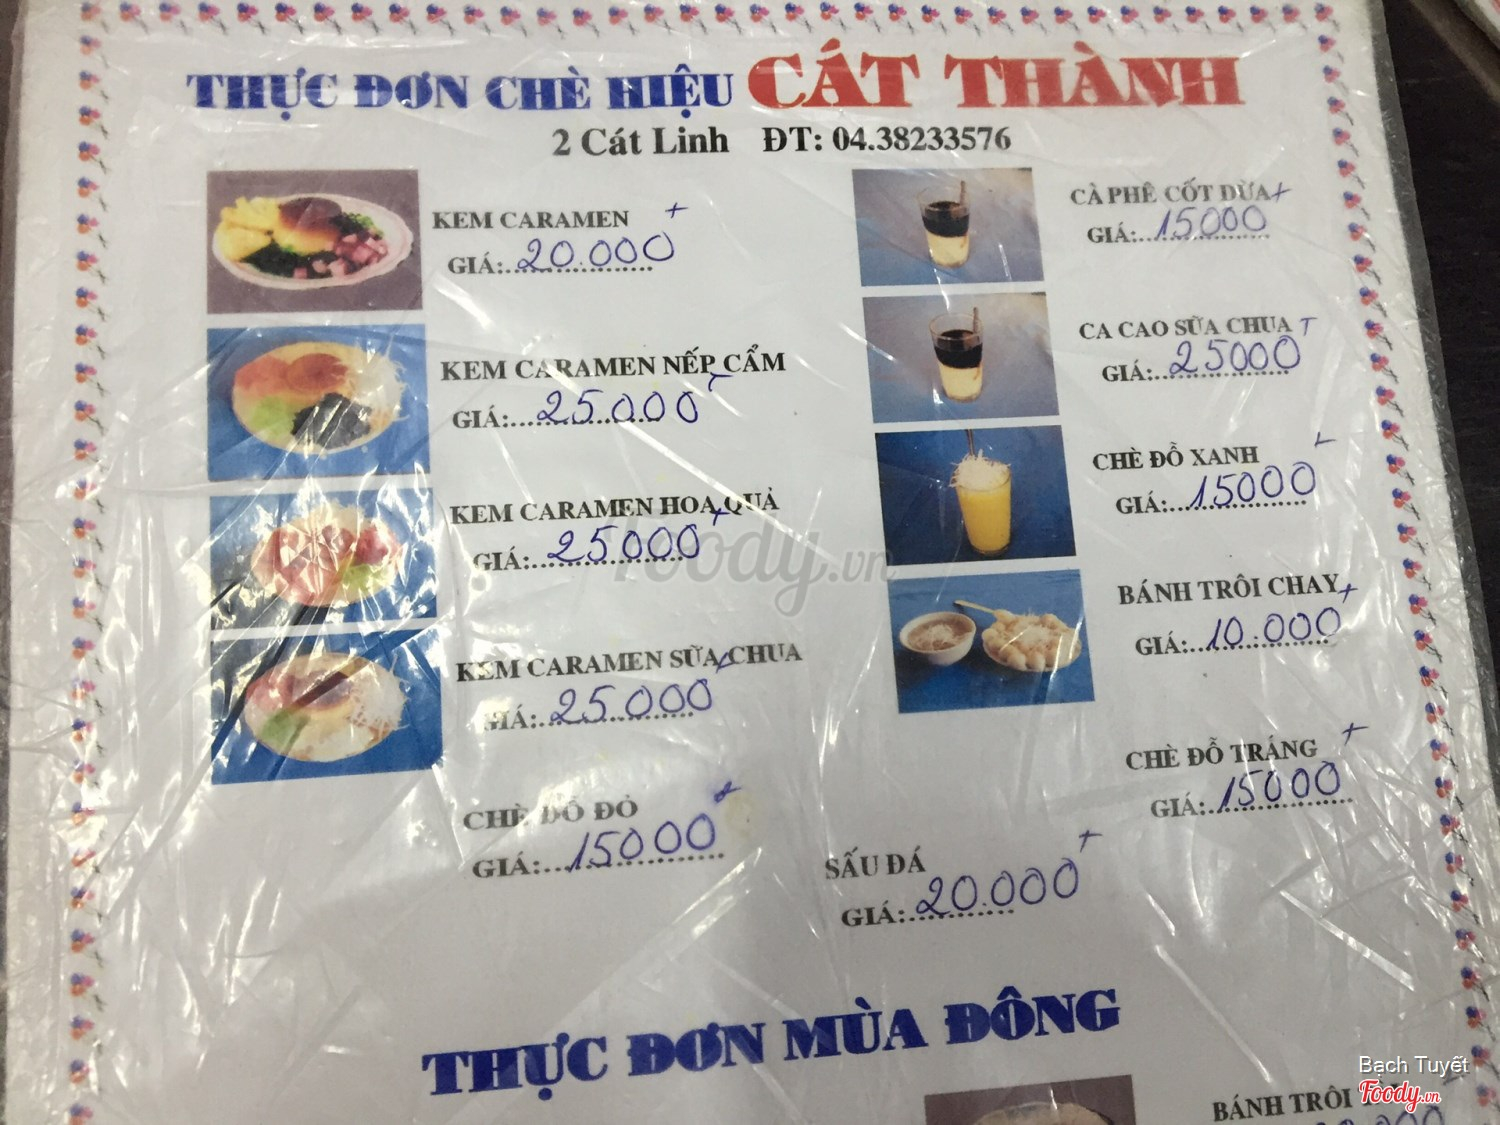 THỰC ĐƠN CHÈ HIỆU CÁT THÀNH
2 Cát Linh ĐT: 04.38233576
KEM CARAMEN +
GIÁ:...20.000
KEM CARAMEN NẾP CẨM
GIÁ:...25.000
KEM CARAMEN HOA QUẢ
GIÁ:...25.000
KEM CARAMEN SỮA CHUA
GIÁ:...25.000
CHÈ ĐỖ ĐỎ
GIÁ:...15000
CÀ PHÊ CỐT DỪA +
GIÁ:...15000
CA CAO SỮA CHUA
GIÁ:...25000
CHÈ ĐỖ XANH
GIÁ:...15000
BÁNH TRÔI CHAY +
GIÁ:...10.000
CHÈ ĐỖ TRẮNG +
GIÁ:...15000
SẤU ĐÁ +
GIÁ:...20.000
Foody.vn
THỰC ĐƠN MÙA ĐÔNG
BÁNH TRÔI
Bạch Tuyết
Foody.vn